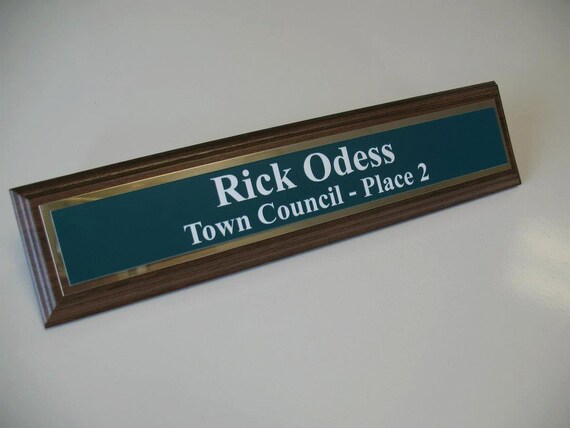 Rick Odess
Town Council - Place 2